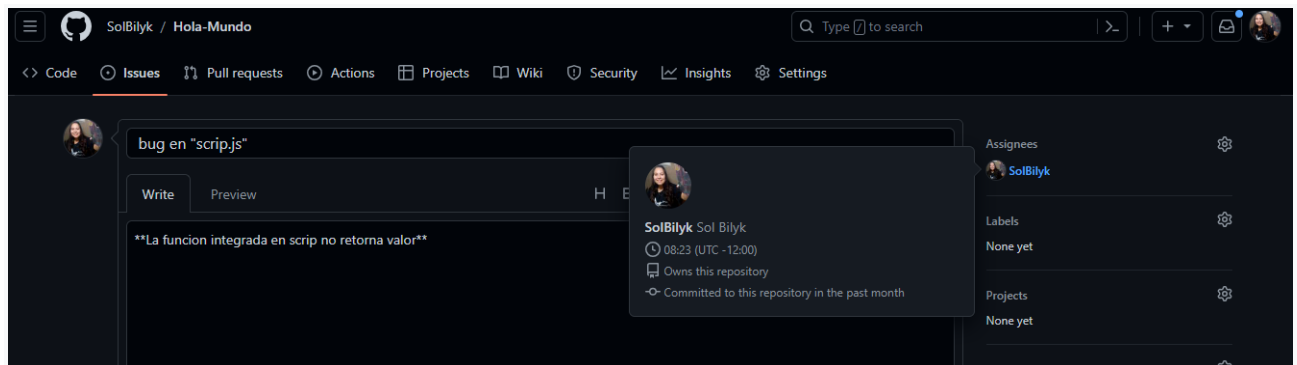 SolBilyk / Hola-Mundo
Type / to search
Code Issues Pull requests Actions Projects Wiki Security Insights Settings
bug en "scrip.js"
Write Preview H
**La funcion integrada en scrip no retorna valor**
SolBilyk Sol Bilyk
08:23 (UTC -12:00)
Owns this repository
Committed to this repository in the past month
Assignees
SolBilyk
Labels
None yet
Projects
None yet